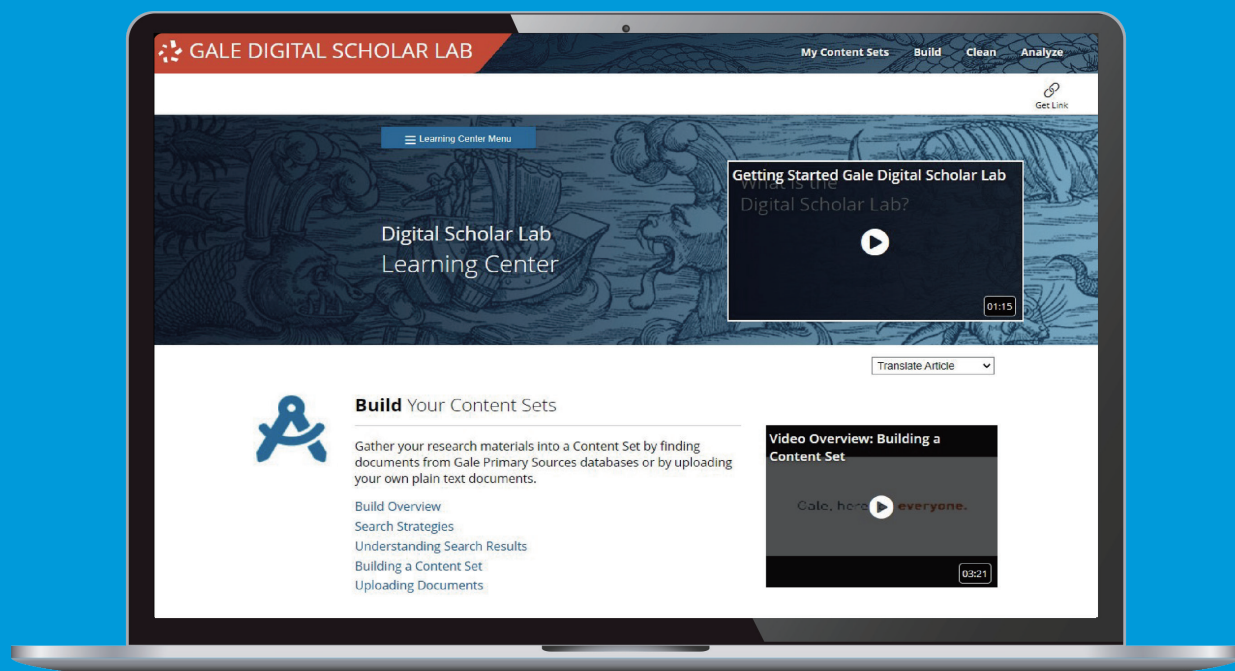 GALE DIGITAL SCHOLAR LAB
My Content Sets Build Clean Analyze
Get Link
Learning Center Menu
Digital Scholar Lab
Learning Center
Getting Started Gale Digital Scholar Lab
What is the
Digital Scholar Lab?
01:15
Translate Article
Build Your Content Sets
Gather your research materials into a Content Set by finding
documents from Gale Primary Sources databases or by uploading
your own plain text documents.
Build Overview
Search Strategies
Understanding Search Results
Building a Content Set
Uploading Documents
Video Overview: Building a
Content Set
Gale, here everyone.
03:21